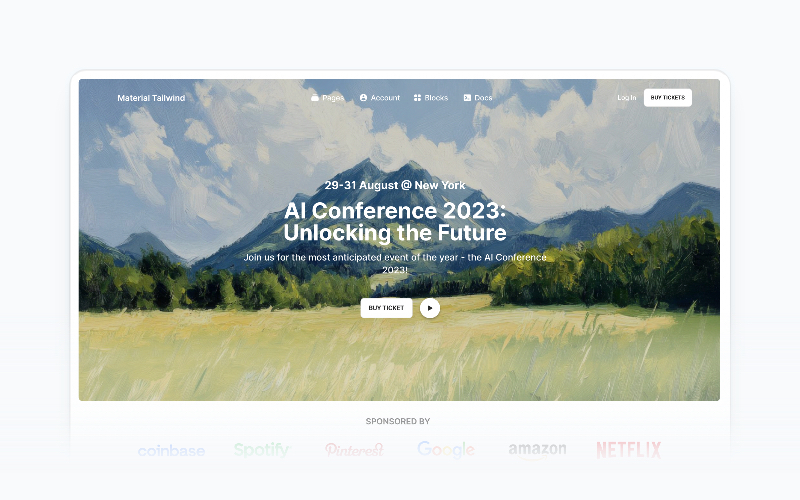 Material Tailwind
Pages
Account
Blocks
Docs
Log In
BUY TICKETS
29-31 August @ New York
AI Conference 2023:
Unlocking the Future
Join us for the most anticipated event of the year - the AI Conference
2023!
BUY TICKET
SPONSORED BY
coinbase
Spotify
Pinterest
Google
amazon
NETFLIX